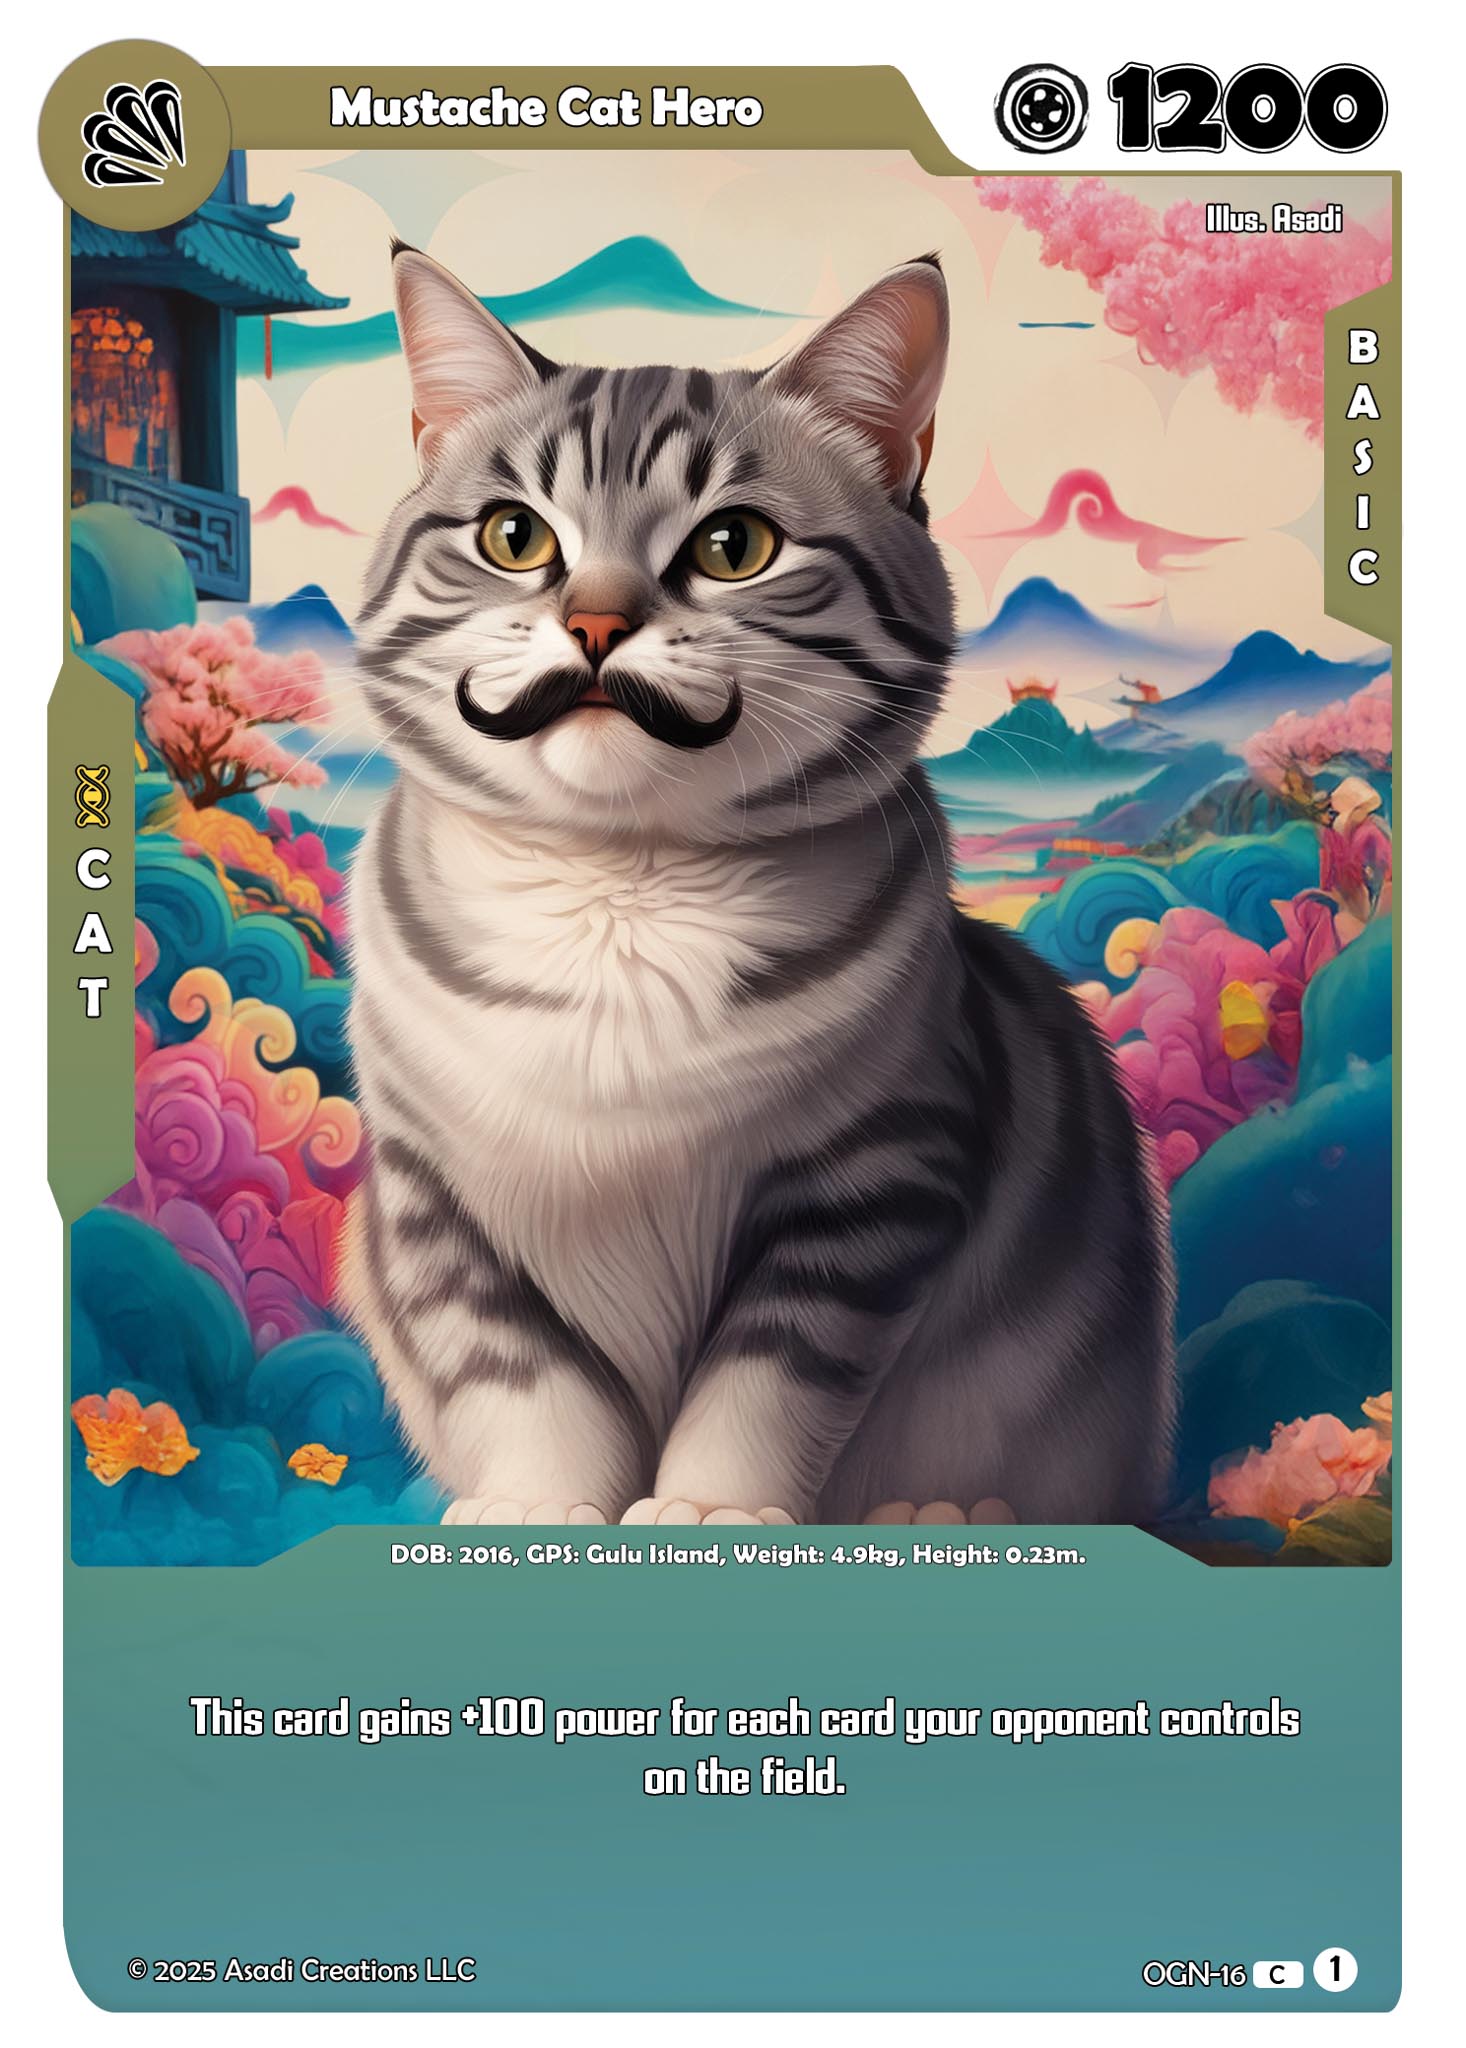 Mustache Cat Hero
1200
Illus. Asadi
BASIC
CAT
DOB: 2016, GPS: Gulu Island, Weight: 4.9kg, Height: 0.23m.
This card gains +100 power for each card your opponent controls
on the field.
© 2025 Asadi Creations LLC
OGN-16 C 1